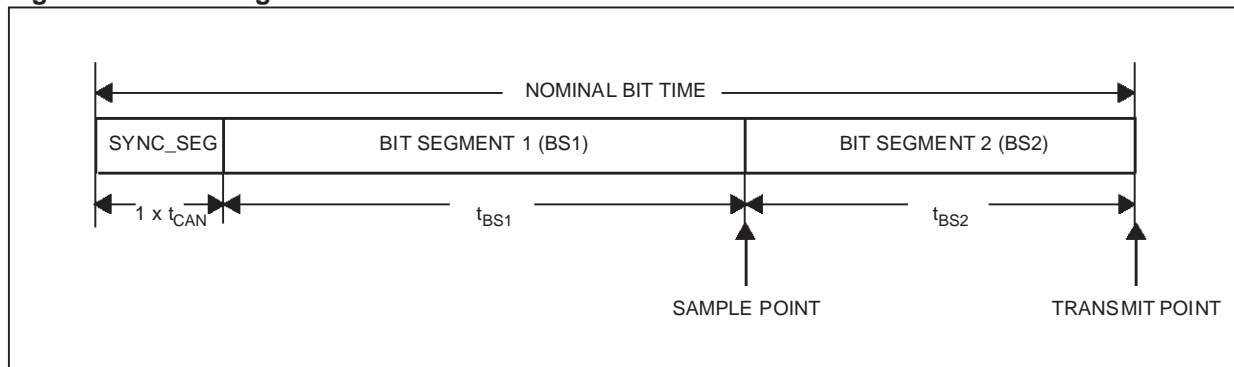 NOMINAL BIT TIME
SYNC_SEG BIT SEGMENT 1 (BS1) BIT SEGMENT 2 (BS2)
1 x tCAN tBS1 tBS2
SAMPLE POINT TRANSMIT POINT